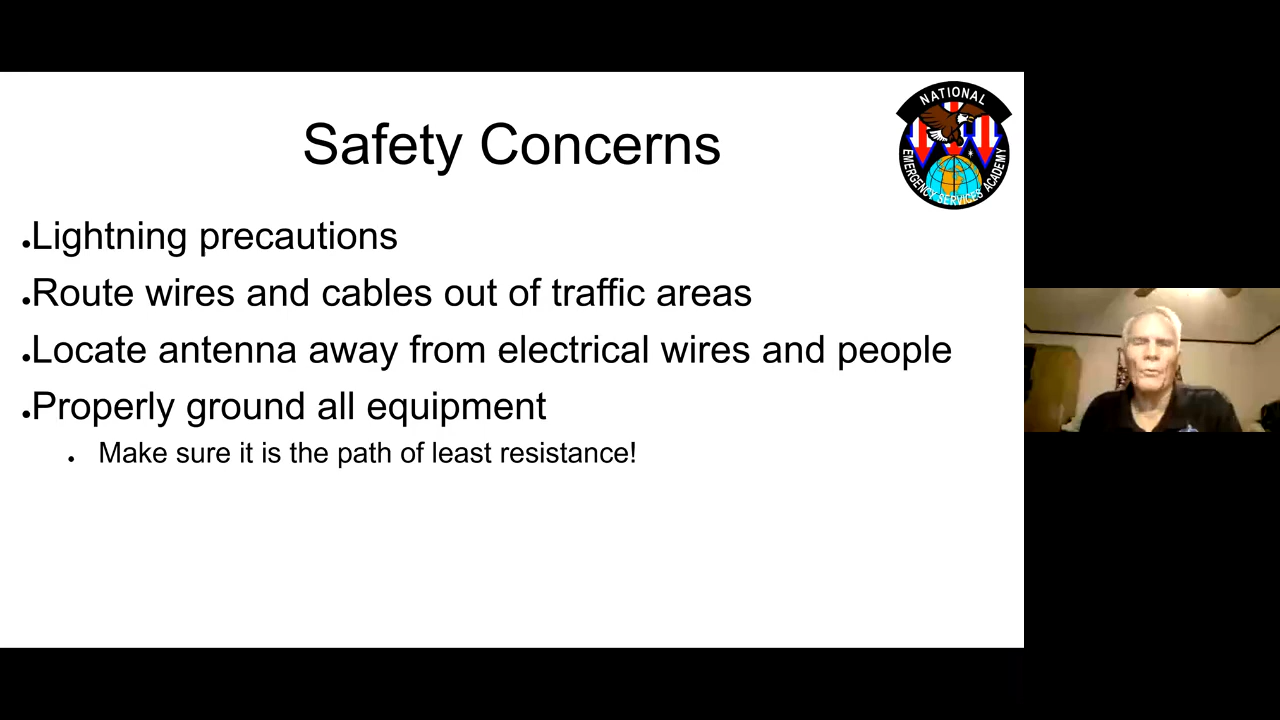 NATIONAL
EMERGENCY SERVICES ACADEMY
Safety Concerns
Lightning precautions
Route wires and cables out of traffic areas
Locate antenna away from electrical wires and people
Properly ground all equipment
Make sure it is the path of least resistance!